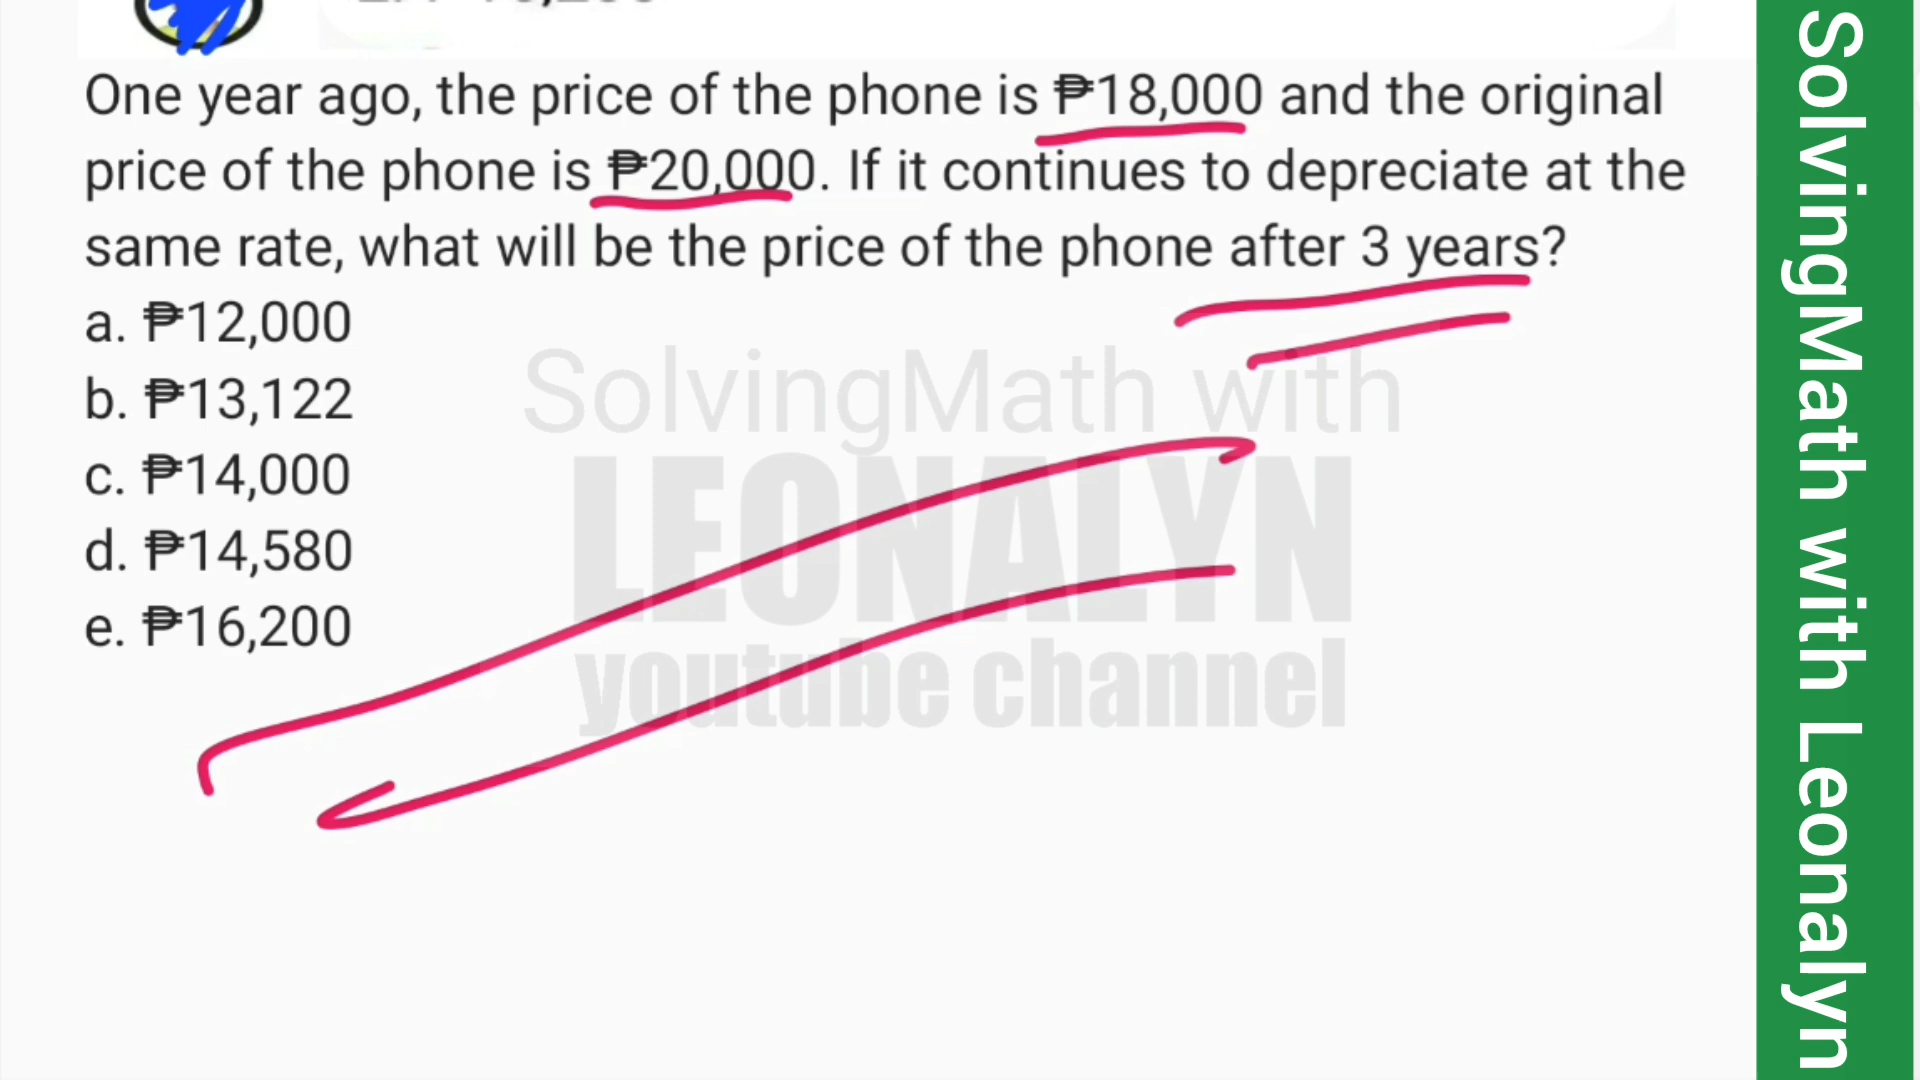 One year ago, the price of the phone is ₱18,000 and the original
price of the phone is ₱20,000. If it continues to depreciate at the
same rate, what will be the price of the phone after 3 years?
a. ₱12,000
b. ₱13,122
c. ₱14,000
d. ₱14,580
e. ₱16,200
SolvingMath with
LEONALYN
youtube channel
SolvingMath with Leonalyn